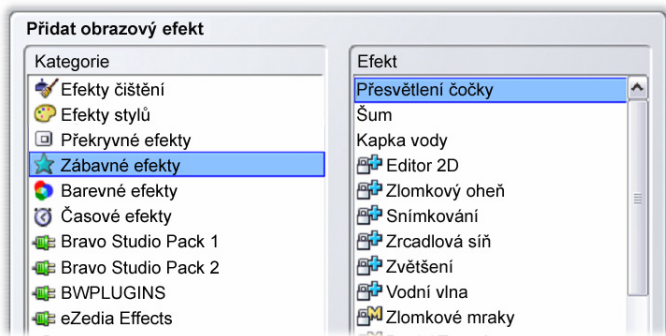 Přidat obrazový efekt
Kategorie
Efekty čištění
Efekty stylů
Překryvné efekty
Zábavné efekty
Barevné efekty
Časové efekty
Bravo Studio Pack 1
Bravo Studio Pack 2
BWPLUGINS
eZedia Effects
Efekt
Přesvětlení čočky
Šum
Kapka vody
Editor 2D
Zlomkový oheň
Snímkování
Zrcadlová síň
Zvětšení
Vodní vlna
Zlomkové mraky